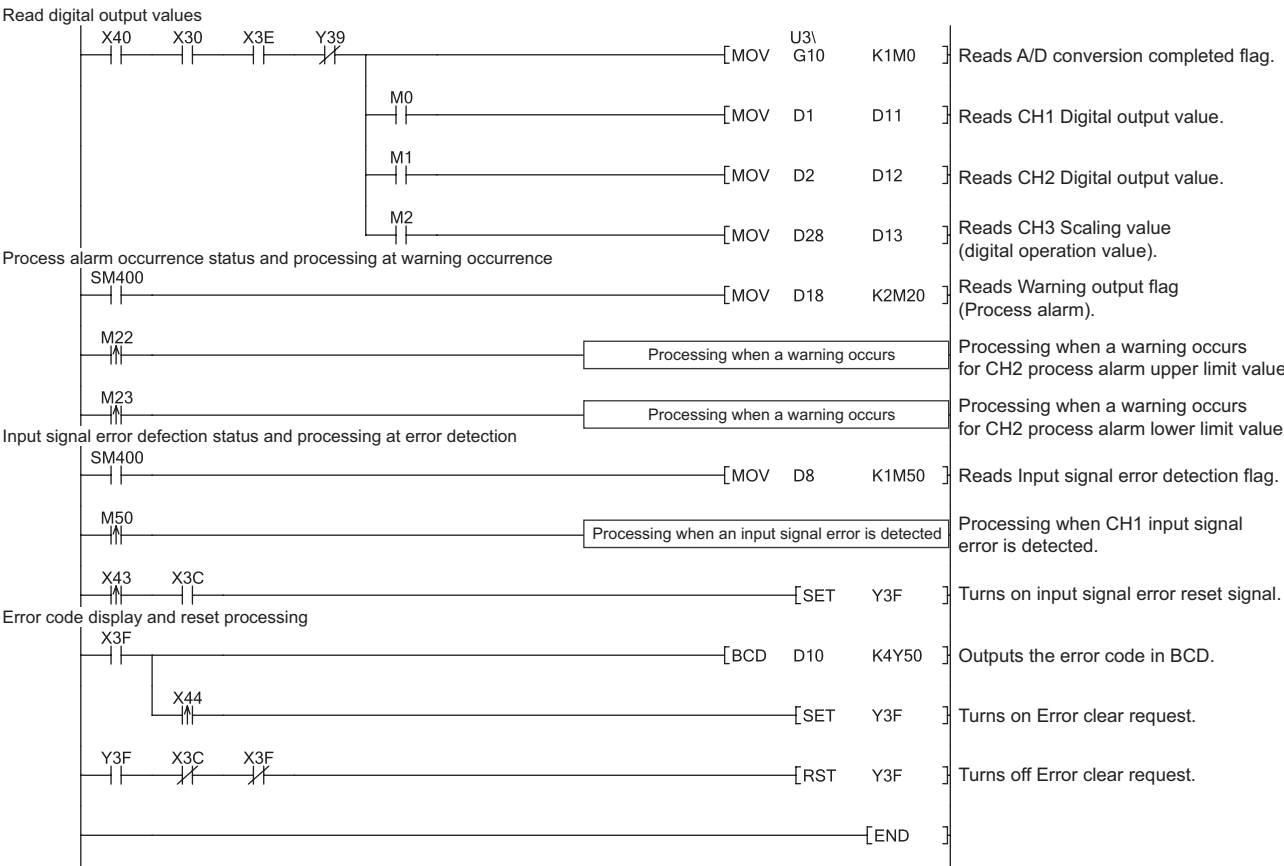 Read digital output values
X40 X30 X3E Y39 U3\
MOV G10 K1M0 Reads A/D conversion completed flag.
M0
MOV D1 D11 Reads CH1 Digital output value.
M1
MOV D2 D12 Reads CH2 Digital output value.
M2
MOV D28 D13 Reads CH3 Scaling value
(digital operation value).
Process alarm occurrence status and processing at warning occurrence
SM400
MOV D18 K2M20 Reads Warning output flag
(Process alarm).
M22
Processing when a warning occurs Processing when a warning occurs
for CH2 process alarm upper limit value
M23
Processing when a warning occurs Processing when a warning occurs
for CH2 process alarm lower limit value
Input signal error defection status and processing at error detection
SM400
MOV D8 K1M50 Reads Input signal error detection flag.
M50
Processing when an input signal error is detected Processing when CH1 input signal
error is detected.
X43 X3C
SET Y3F Turns on input signal error reset signal.
Error code display and reset processing
X3F
BCD D10 K4Y50 Outputs the error code in BCD.
X44
SET Y3F Turns on Error clear request.
Y3F X3C X3F
RST Y3F Turns off Error clear request.
END